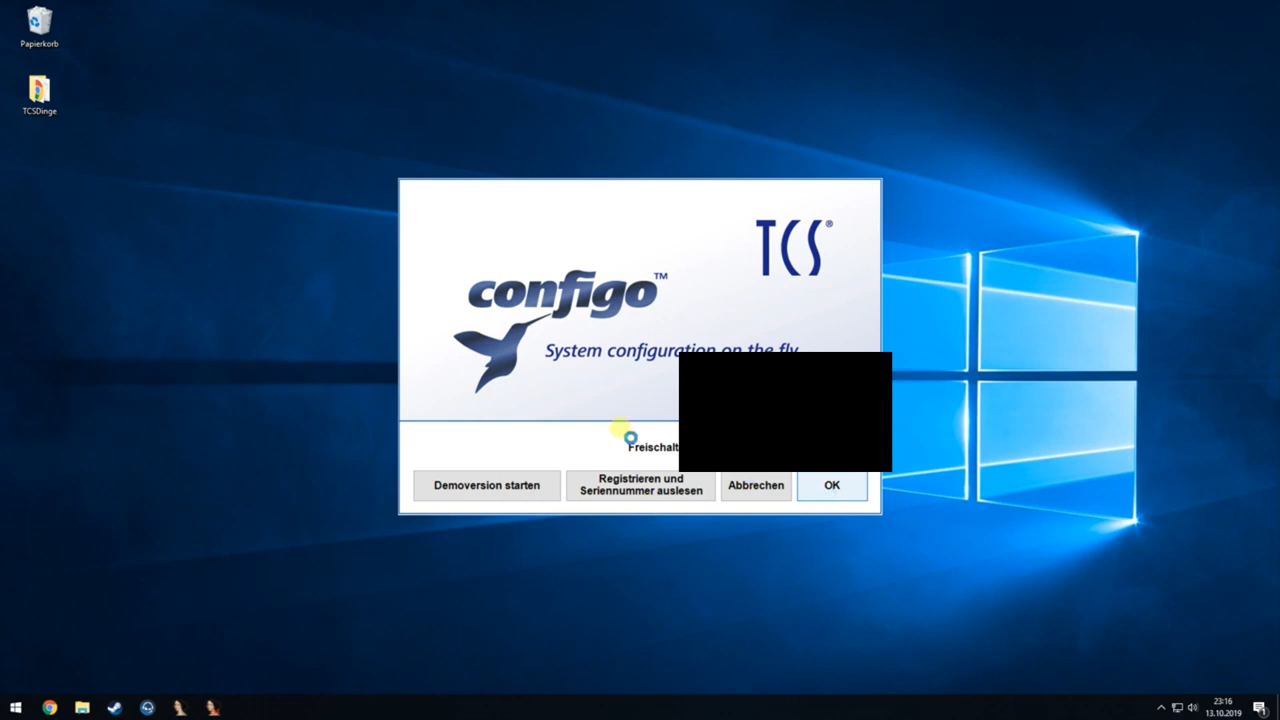 Papierkorb
TCSDinge
TCS®
configo™
System configuration on the fly
Freischalt
Demoversion starten
Registrieren und
Seriennummer auslesen
Abbrechen
OK
23:16
13.10.2019
1